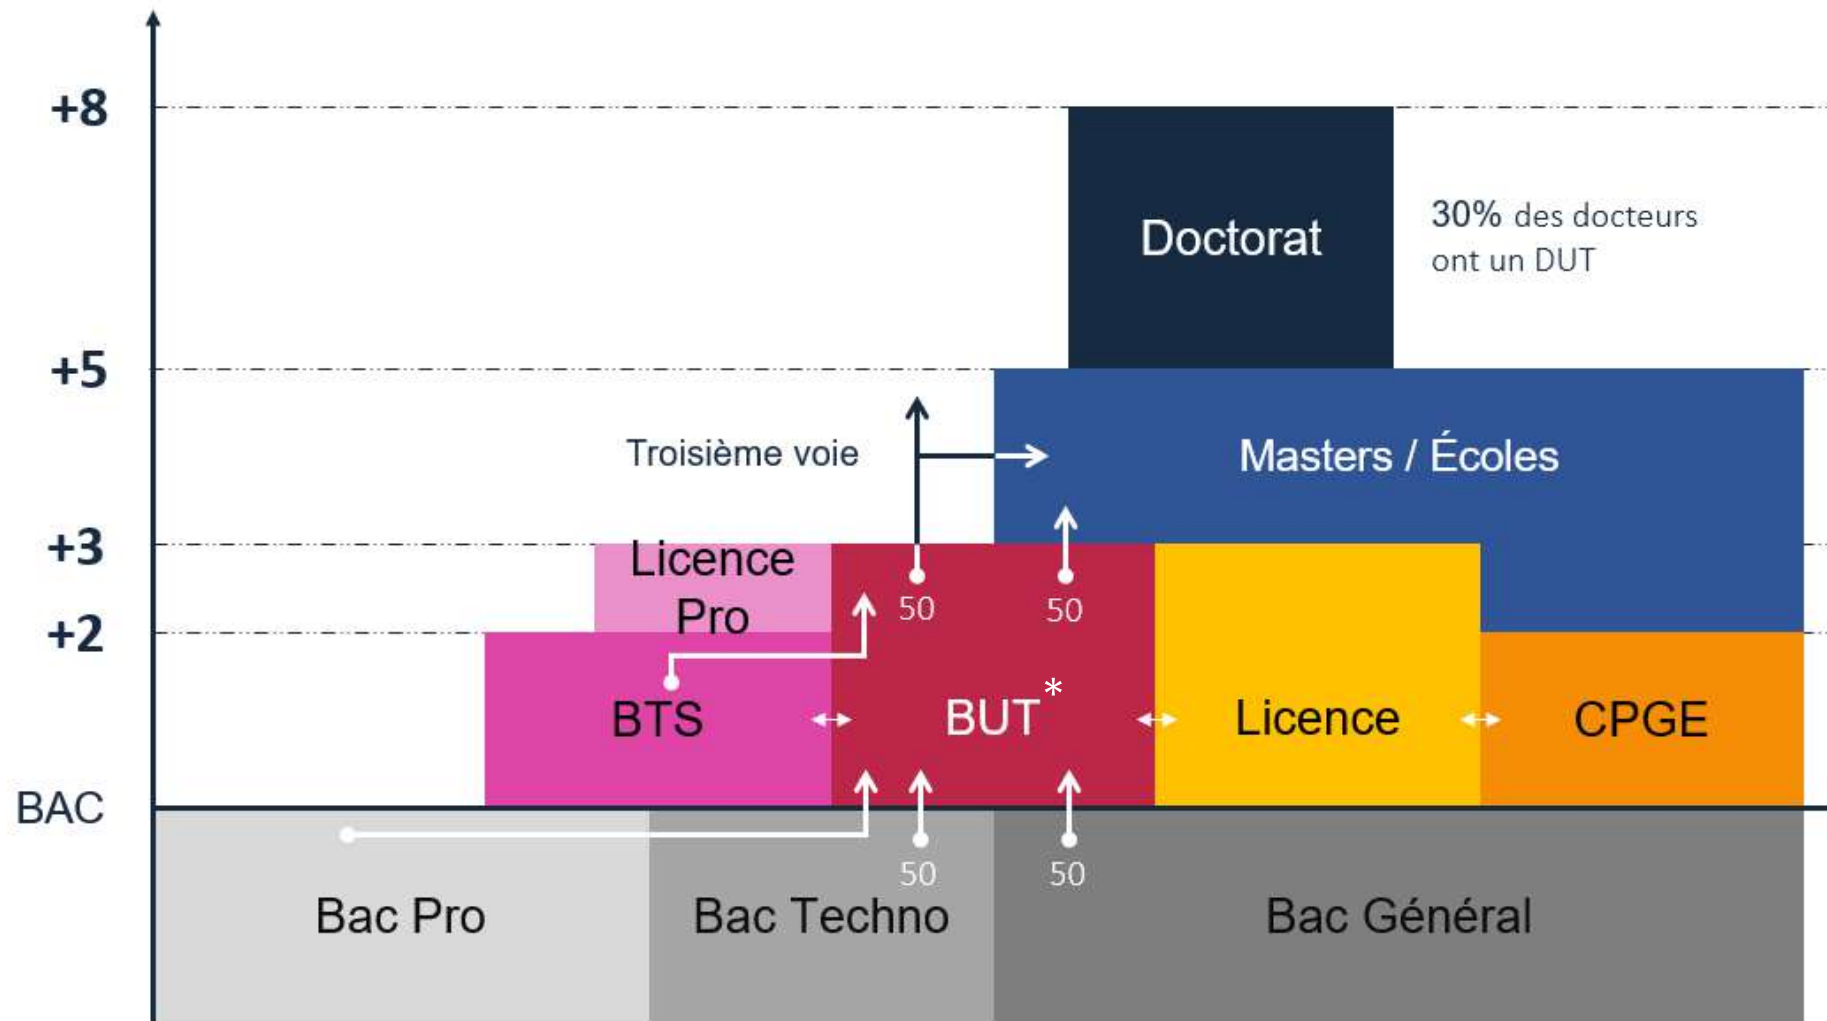 +8
Doctorat
30% des docteurs
ont un DUT
+5
Troisième voie
Masters / Écoles
+3
Licence
Pro
50
50
+2
BTS
BUT*
Licence
CPGE
BAC
50
50
Bac Pro
Bac Techno
Bac Général